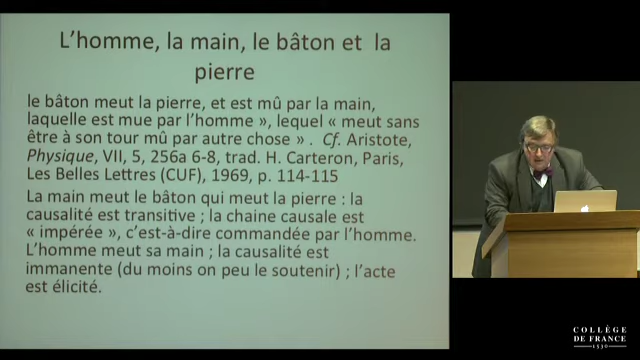 L’homme, la main, le bâton et la
pierre
le bâton meut la pierre, et est mû par la main,
laquelle est mue par l’homme », lequel « meut sans
être à son tour mû par autre chose » . Cf. Aristote,
Physique, VII, 5, 256a 6-8, trad. H. Carteron, Paris,
Les Belles Lettres (CUF), 1969, p. 114-115
La main meut le bâton qui meut la pierre : la
causalité est transitive ; la chaine causale est
« impérée », c’est-à-dire commandée par l’homme.
L’homme meut sa main ; la causalité est
immanente (du moins on peu le soutenir) ; l’acte
est élicité.
COLLÈGE
DE FRANCE
1530